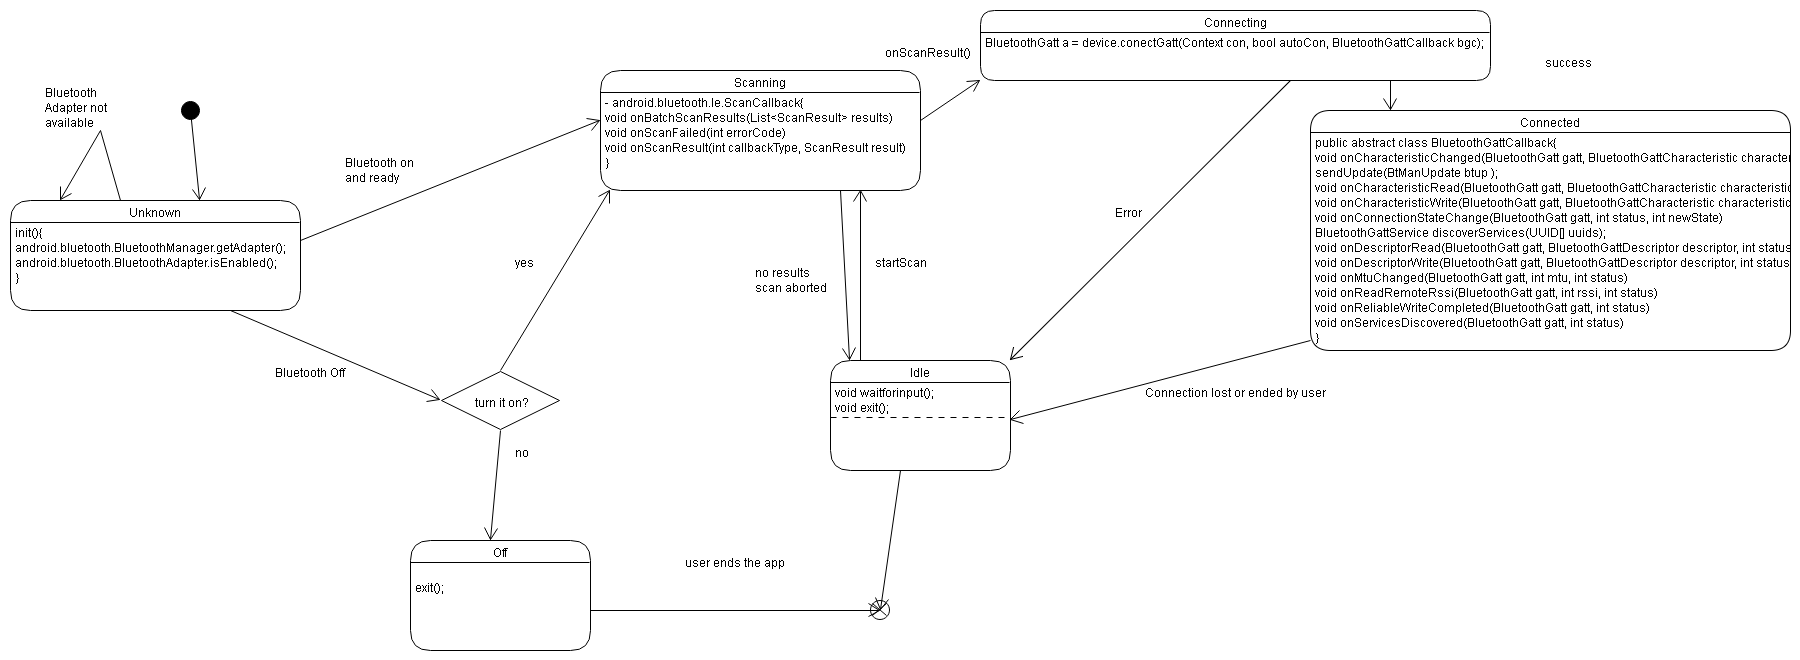 Connecting
BluetoothGatt a = device.conectGatt(Context con, bool autoCon, BluetoothGattCallback bgc);
onScanResult()
success
Bluetooth
Adapter not
available
Scanning
- android.bluetooth.le.ScanCallback{
void onBatchScanResults(List<ScanResult> results)
void onScanFailed(int errorCode)
void onScanResult(int callbackType, ScanResult result)
}
Connected
public abstract class BluetoothGattCallback{
void onCharacteristicChanged(BluetoothGatt gatt, BluetoothGattCharacteristic character
sendUpdate(BtManUpdate btup );
void onCharacteristicRead(BluetoothGatt gatt, BluetoothGattCharacteristic characteristic
void onCharacteristicWrite(BluetoothGatt gatt, BluetoothGattCharacteristic characteristic
void onConnectionStateChange(BluetoothGatt gatt, int status, int newState)
BluetoothGattService discoverServices(UUID[] uuids);
void onDescriptorRead(BluetoothGatt gatt, BluetoothGattDescriptor descriptor, int status
void onDescriptorWrite(BluetoothGatt gatt, BluetoothGattDescriptor descriptor, int status
void onMtuChanged(BluetoothGatt gatt, int mtu, int status)
void onReadRemoteRssi(BluetoothGatt gatt, int rssi, int status)
void onReliableWriteCompleted(BluetoothGatt gatt, int status)
void onServicesDiscovered(BluetoothGatt gatt, int status)
}
Bluetooth on
and ready
Unknown
init(){
android.bluetooth.BluetoothManager.getAdapter();
android.bluetooth.BluetoothAdapter.isEnabled();
}
Error
yes
no results
scan aborted
startScan
Bluetooth Off
turn it on?
Idle
void waitforinput();
void exit();
Connection lost or ended by user
no
Off
exit();
user ends the app